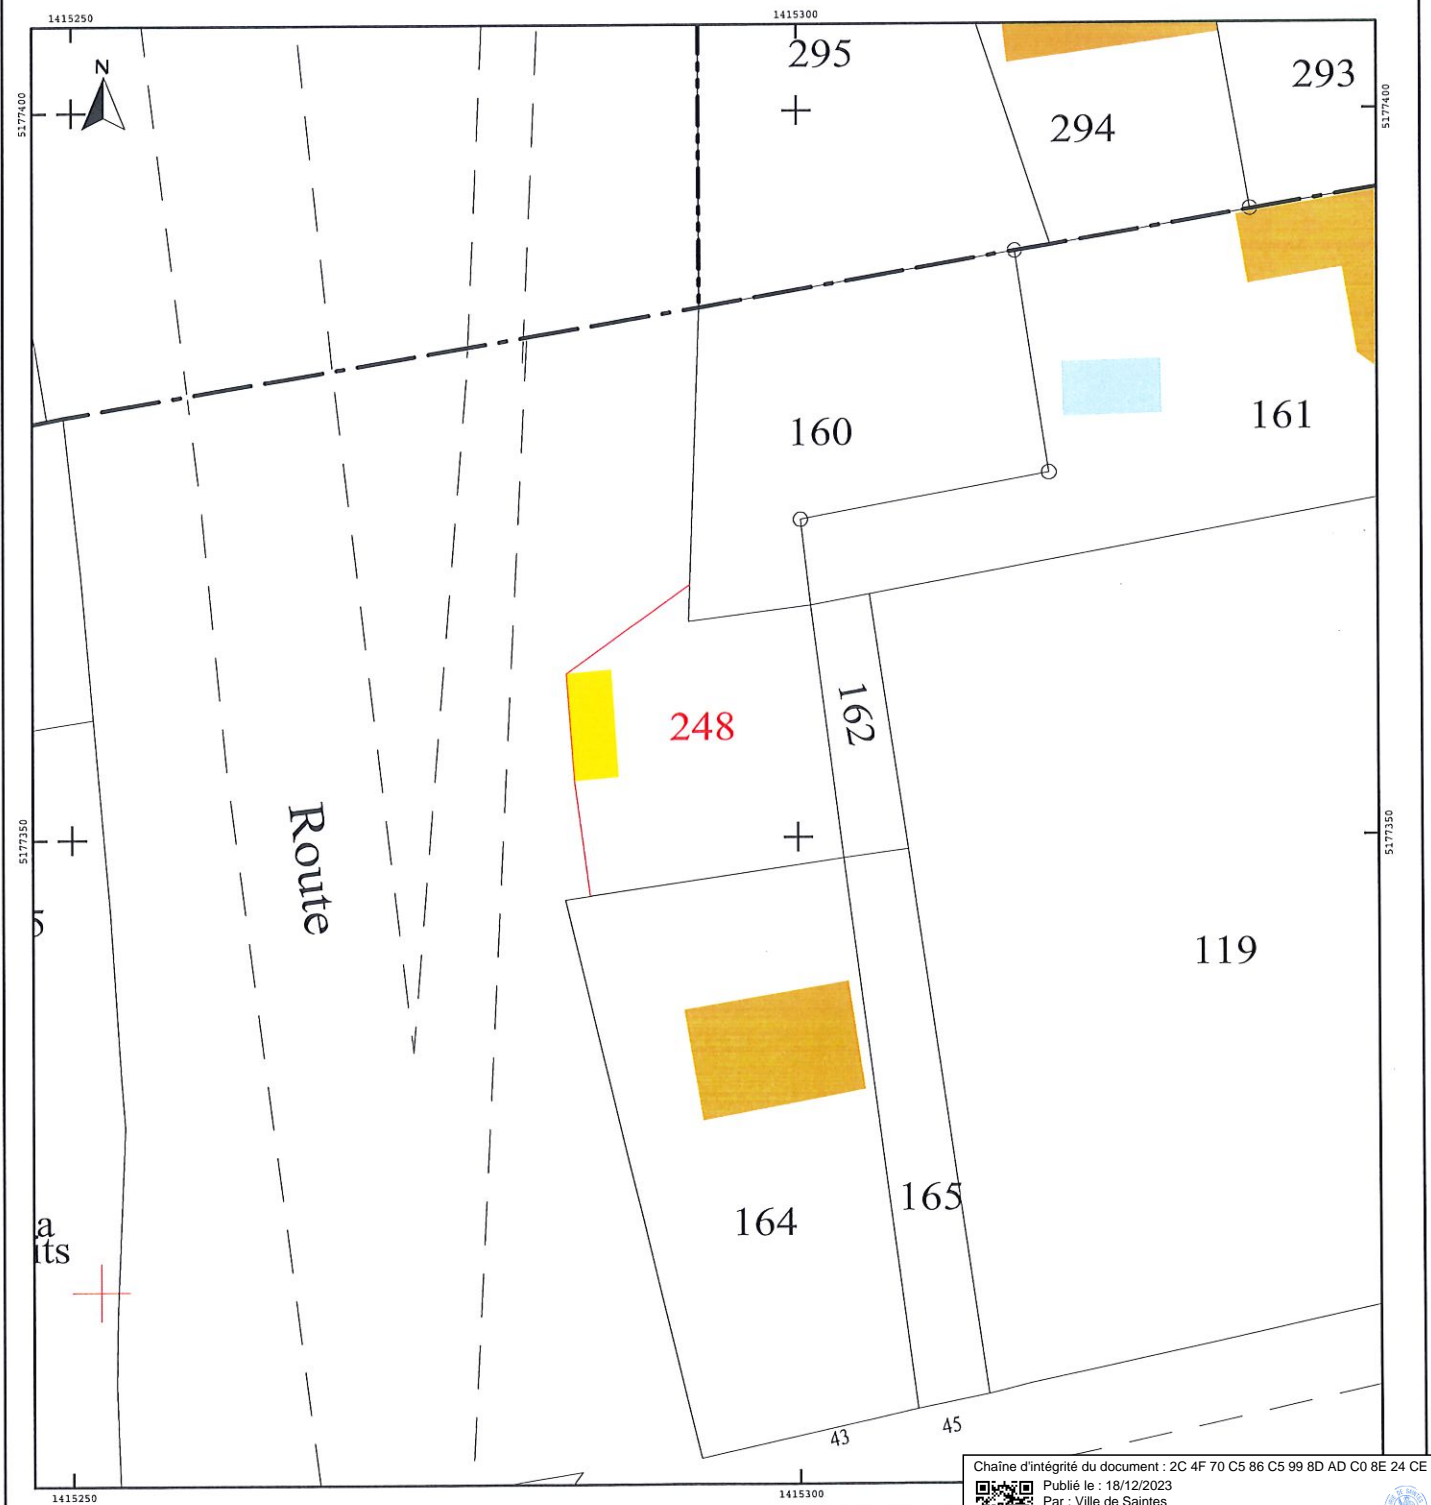 1415250
1415300
N
295
293
294
5177400
5177400
160
161
248
162
Route
5177350
5177350
119
164
165
a
its
43
45
1415250
1415300
Chaîne d'intégrité du document : 2C 4F 70 C5 86 C5 99 8D AD C0 8E 24 CE
Publié le : 18/12/2023
Par : Ville de Saintes